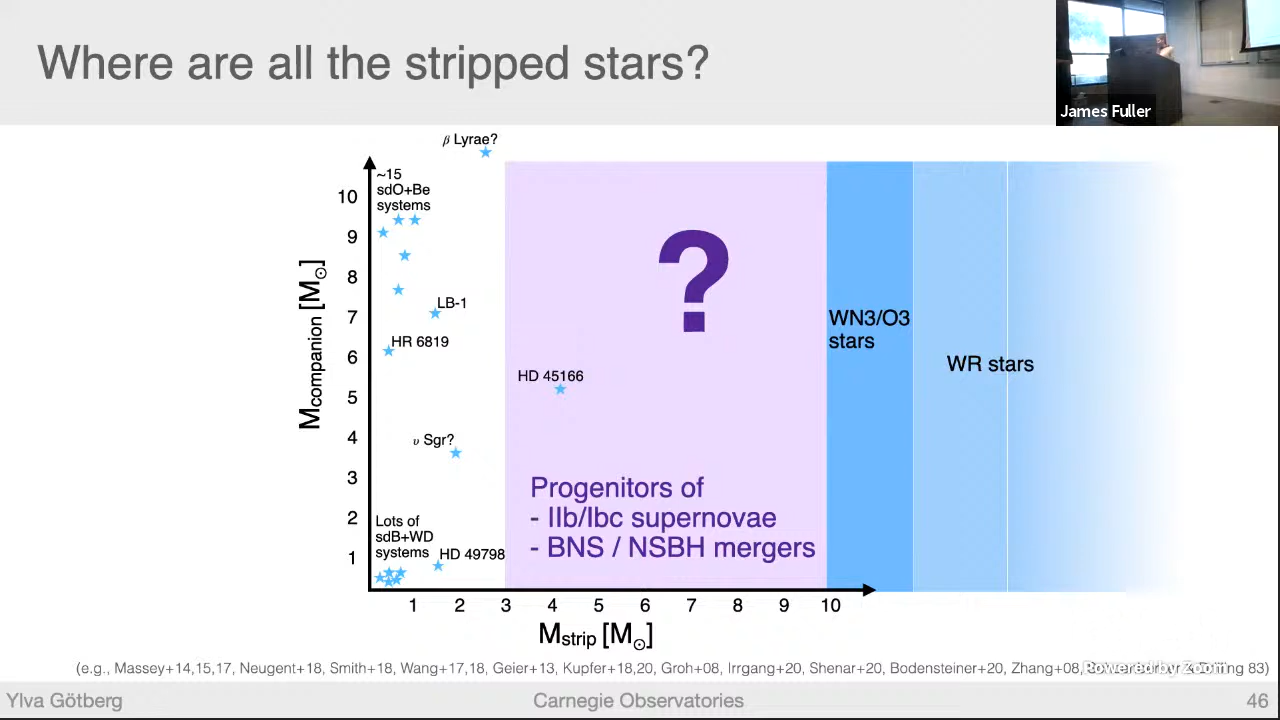 Where are all the stripped stars?
James Fuller
β Lyrae?
~15
sdO+Be
systems
10
9
8
7
6
5
4
3
2
1
Mcompanion [M⊙]
LB-1
HR 6819
HD 45166
υ Sgr?
Lots of
sdB+WD
systems
HD 49798
?
WN3/O3
stars
WR stars
Progenitors of
- IIb/Ibc supernovae
- BNS / NSBH mergers
1 2 3 4 5 6 7 8 9 10
Mstrip [M⊙]
(e.g., Massey+14,15,17, Neugent+18, Smith+18, Wang+17,18, Geier+13, Kupfer+18,20, Groh+08, Irrgang+20, Shenar+20, Bodensteiner+20, Zhang+08, 83)
Powered by Zoom
Ylva Götberg
Carnegie Observatories
46